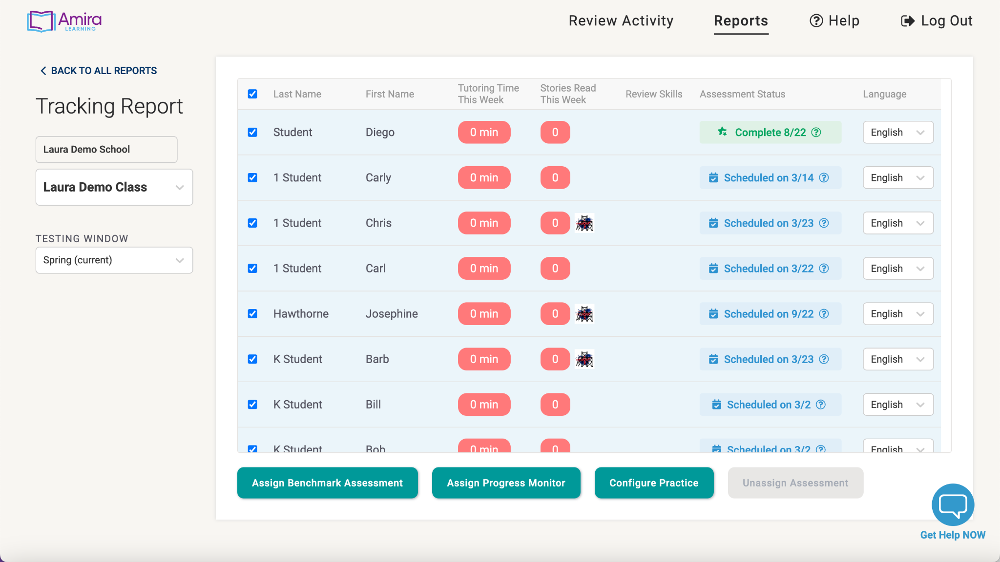 Amira
LEARNING
Review Activity
Reports
Help
Log Out
BACK TO ALL REPORTS
Tracking Report
Laura Demo School
Laura Demo Class
TESTING WINDOW
Spring (current)
Last Name First Name Tutoring Time This Week Stories Read This Week Review Skills Assessment Status Language
Student Diego 0 min 0 Complete 8/22 English
1 Student Carly 0 min 0 Scheduled on 3/14 English
1 Student Chris 0 min 0 Scheduled on 3/23 English
1 Student Carl 0 min 0 Scheduled on 3/22 English
Hawthorne Josephine 0 min 0 Scheduled on 9/22 English
K Student Barb 0 min 0 Scheduled on 3/23 English
K Student Bill 0 min 0 Scheduled on 3/2 English
K Student Bob 0 min 0 Scheduled on 3/2 English
Assign Benchmark Assessment
Assign Progress Monitor
Configure Practice
Unassign Assessment
Get Help NOW